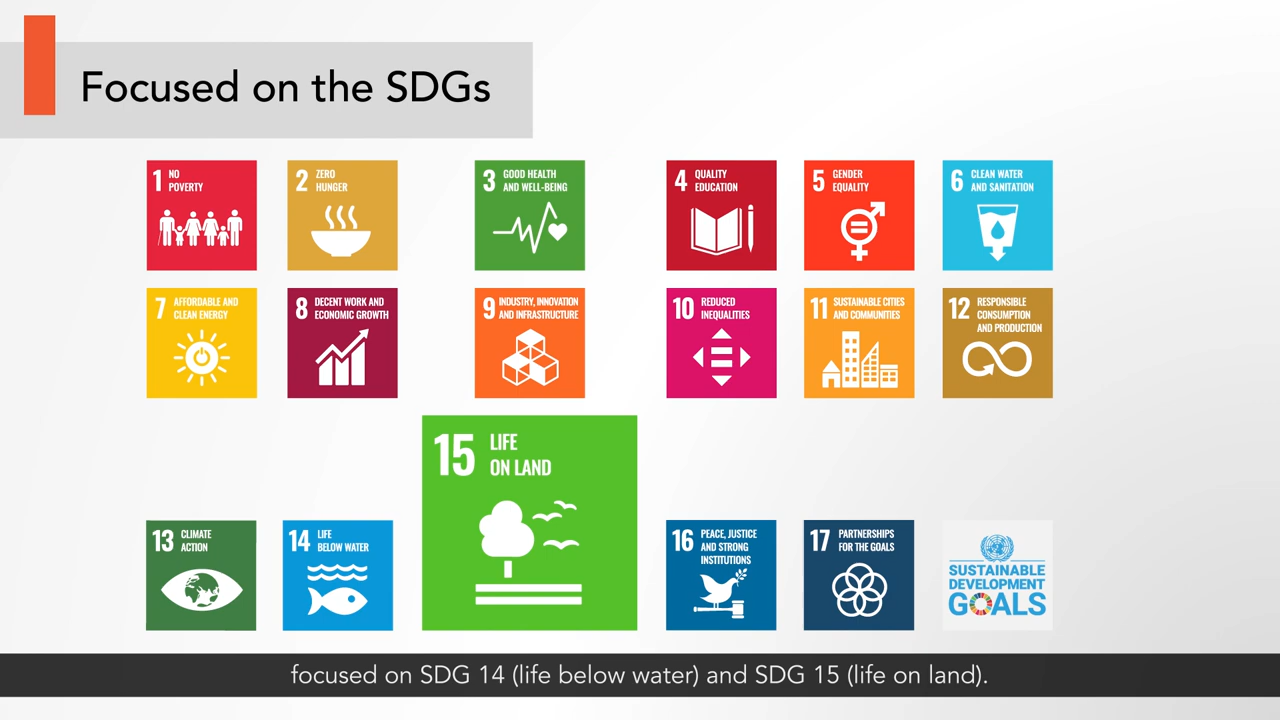 Focused on the SDGs
1 NO
POVERTY
2 ZERO
HUNGER
3 GOOD HEALTH
AND WELL-BEING
4 QUALITY
EDUCATION
5 GENDER
EQUALITY
6 CLEAN WATER
AND SANITATION
7 AFFORDABLE AND
CLEAN ENERGY
8 DECENT WORK AND
ECONOMIC GROWTH
9 INDUSTRY, INNOVATION
AND INFRASTRUCTURE
10 REDUCED
INEQUALITIES
11 SUSTAINABLE CITIES
AND COMMUNITIES
12 RESPONSIBLE
CONSUMPTION
AND PRODUCTION
13 CLIMATE
ACTION
14 LIFE
BELOW WATER
15 LIFE
ON LAND
16 PEACE, JUSTICE
AND STRONG
INSTITUTIONS
17 PARTNERSHIPS
FOR THE GOALS
SUSTAINABLE
DEVELOPMENT
GOALS
focused on SDG 14 (life below water) and SDG 15 (life on land).